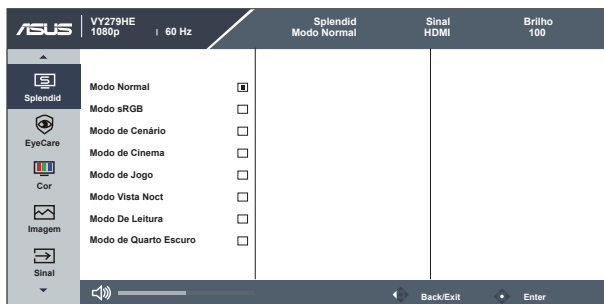 ASUS
VY279HE
1080p
60 Hz
Splendid
Modo Normal
Sinal
HDMI
Brilho
100
Splendid
EyeCare
Cor
Imagem
Sinal
Modo Normal
Modo sRGB
Modo de Cenário
Modo de Cinema
Modo de Jogo
Modo Vista Noct
Modo De Leitura
Modo de Quarto Escuro
Back/Exit
Enter